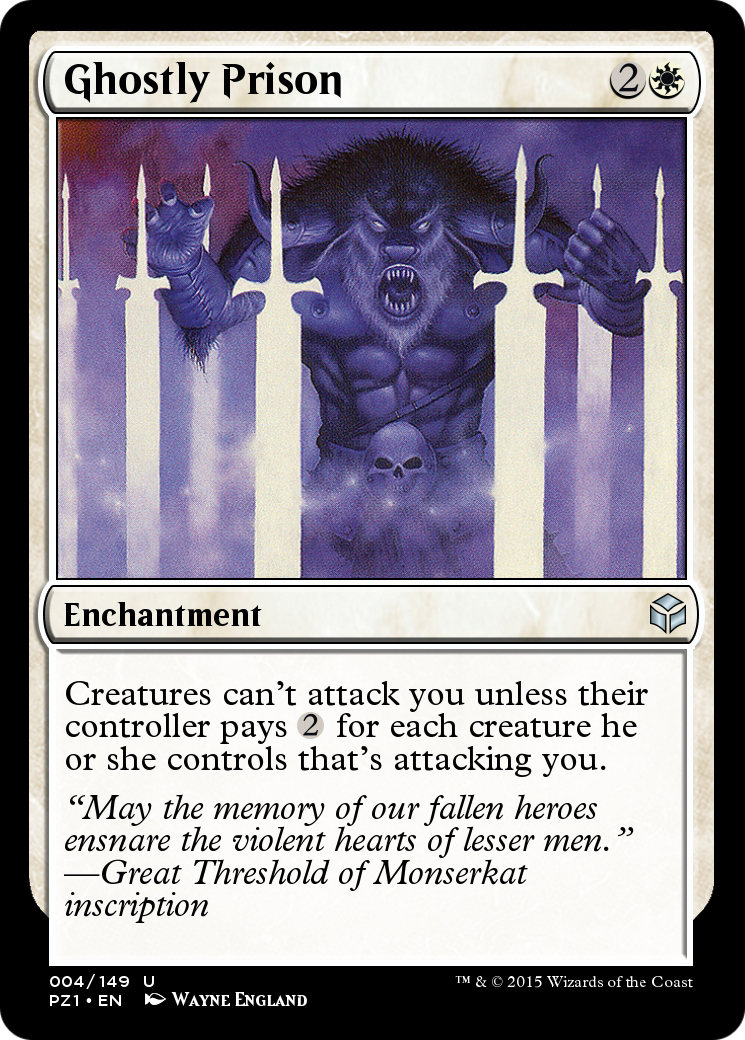 Ghostly Prison 2
Enchantment
Creatures can't attack you unless their
controller pays 2 for each creature he
or she controls that's attacking you.
“May the memory of our fallen heroes
ensnare the violent hearts of lesser men.”
—Great Threshold of Monserkat
inscription
004/149 U
PZ1 • EN Wayne England
™ & © 2015 Wizards of the Coast